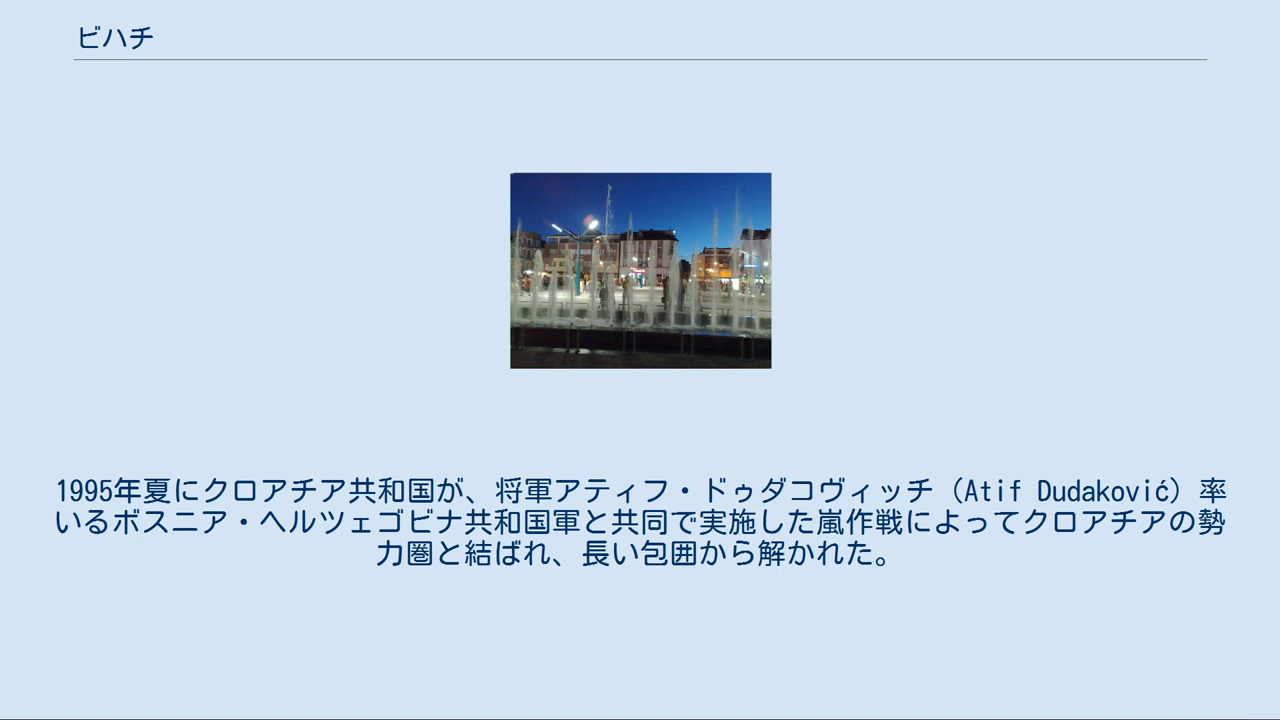 ビハチ
1995年夏にクロアチア共和国が、将軍アティフ・ドゥダコヴィッチ（Atif Dudaković）率
いるボスニア・ヘルツェゴビナ共和国軍と共同で実施した嵐作戦によってクロアチアの勢
力圏と結ばれ、長い包囲から解かれた。